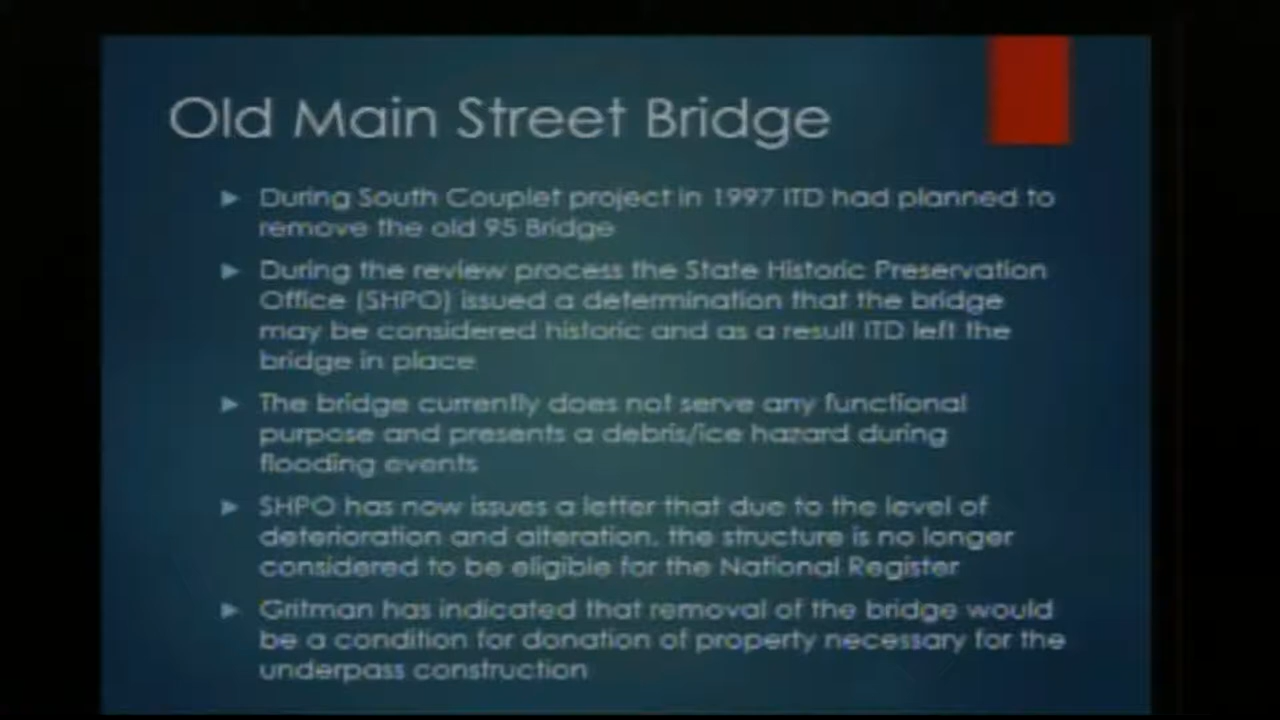 Old Main Street Bridge
During South Couplet project in 1997 ITD had planned to
remove the old 95 Bridge
During the review process the State Historic Preservation
Office (SHPO) issued a determination that the bridge
may be considered historic and as a result ITD left the
bridge in place
The bridge currently does not serve any functional
purpose and presents a debris/ice hazard during
flooding events
SHPO has now issues a letter that due to the level of
deterioration and alteration, the structure is no longer
considered to be eligible for the National Register
Gritman has indicated that removal of the bridge would
be a condition for donation of property necessary for the
underpass construction